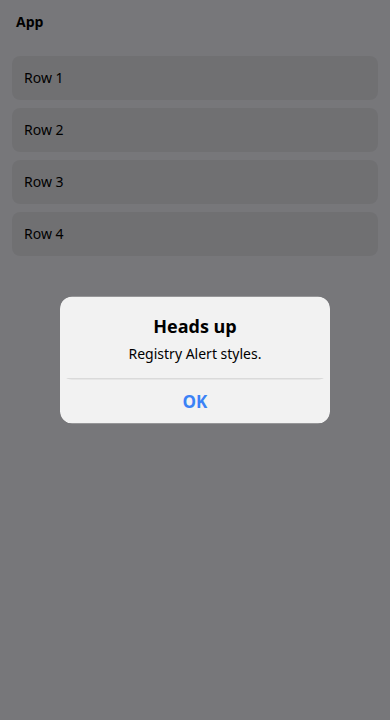 App
Row 1
Row 2
Row 3
Row 4
Heads up
Registry Alert styles.
OK